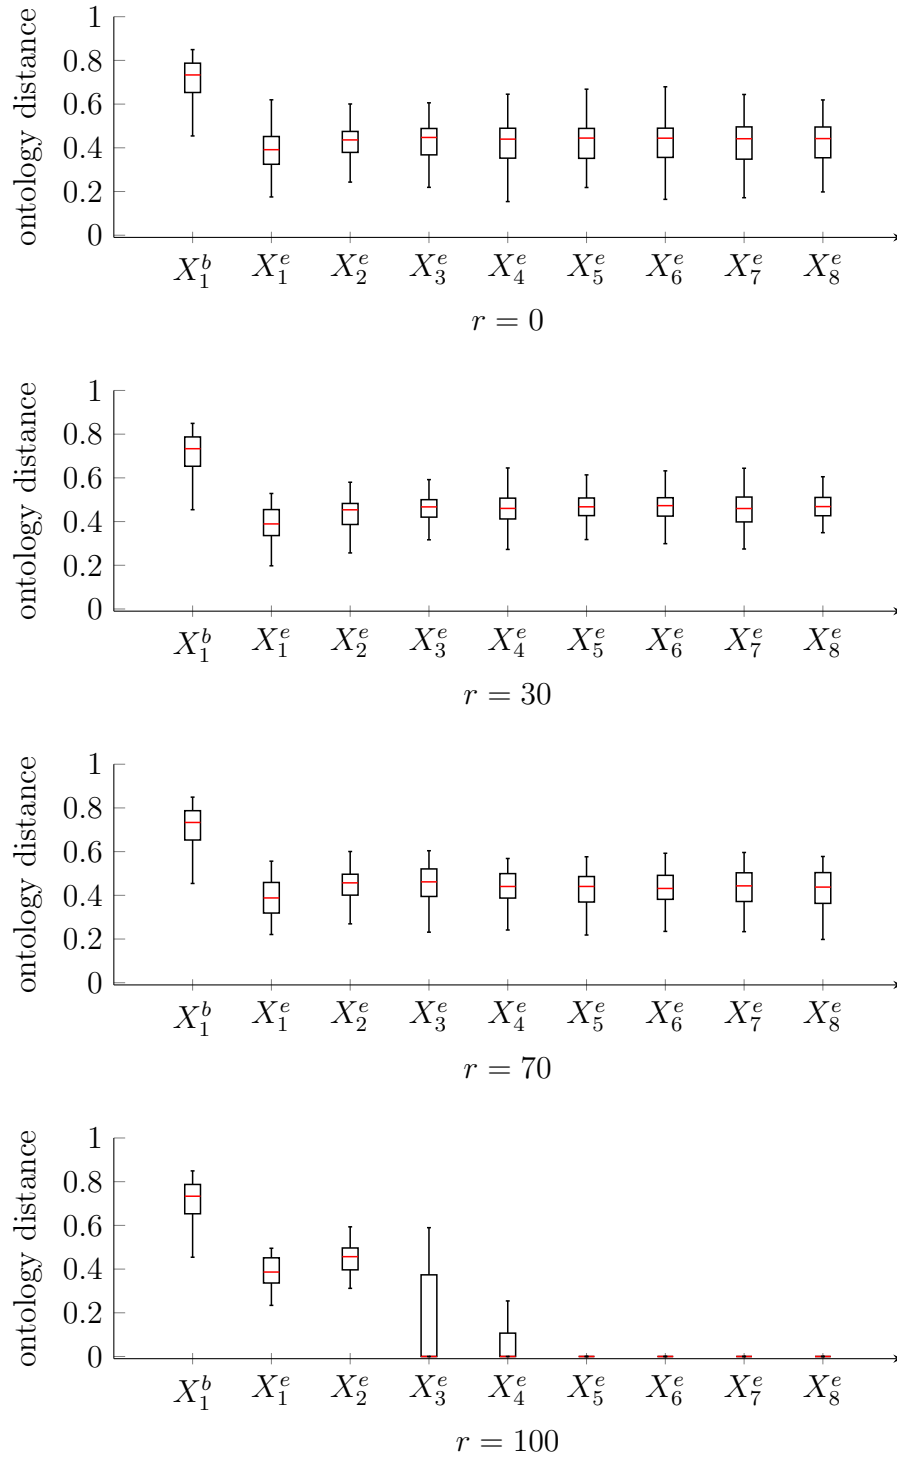 1
0.8
0.6
0.4
0.2
0
ontology distance
X_1^b X_1^e X_2^e X_3^e X_4^e X_5^e X_6^e X_7^e X_8^e
r = 0
1
0.8
0.6
0.4
0.2
0
ontology distance
X_1^b X_1^e X_2^e X_3^e X_4^e X_5^e X_6^e X_7^e X_8^e
r = 30
1
0.8
0.6
0.4
0.2
0
ontology distance
X_1^b X_1^e X_2^e X_3^e X_4^e X_5^e X_6^e X_7^e X_8^e
r = 70
1
0.8
0.6
0.4
0.2
0
ontology distance
X_1^b X_1^e X_2^e X_3^e X_4^e X_5^e X_6^e X_7^e X_8^e
r = 100